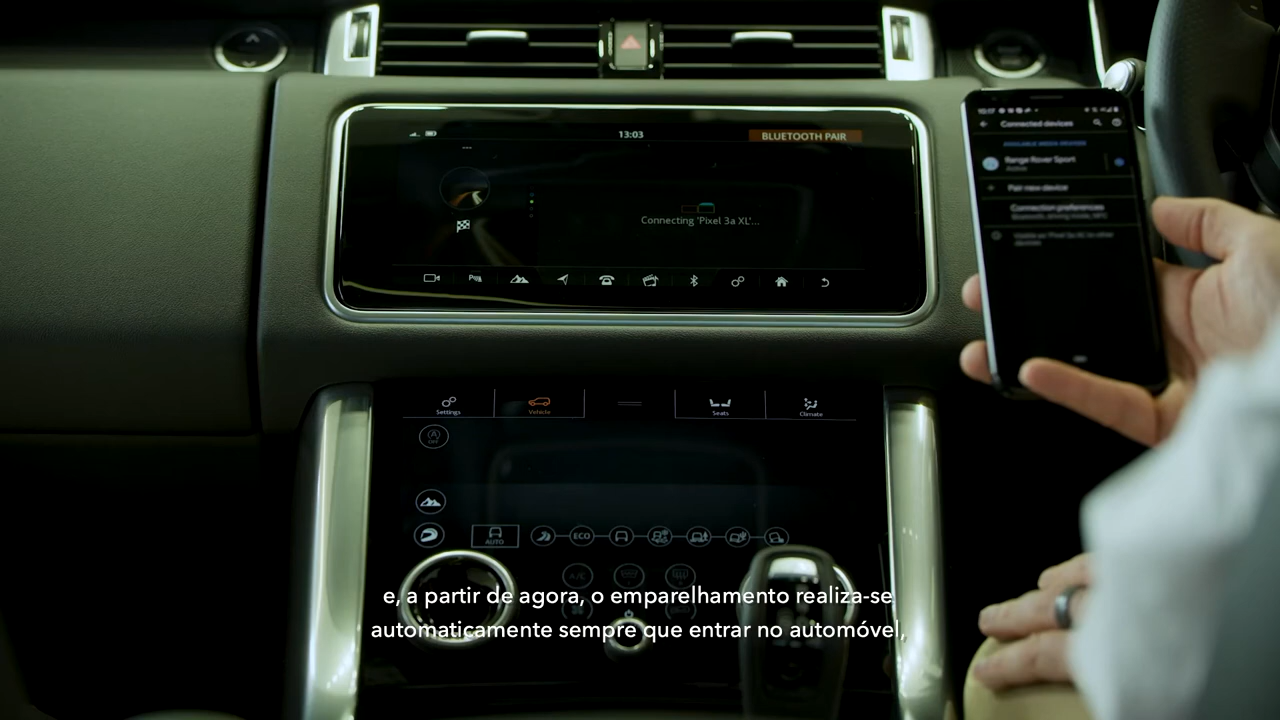 13:03
BLUETOOTH PAIR
Connecting 'Pixel 3a XL'...
Connected devices
Range Rover Sport
Pair new device
Connection preferences
Settings
Vehicle
Seats
Climate
OFF
AUTO
ECO
A/C
e, a partir de agora, o emparelhamento realiza-se
automaticamente sempre que entrar no automóvel,